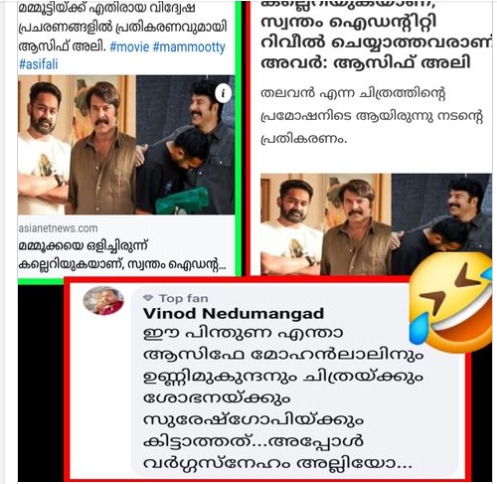 മമ്മൂട്ടിയ്ക്ക് എതിരായ വിദ്വേഷ
പ്രചരണങ്ങളിൽ പ്രതികരണവുമായി
ആസിഫ് അലി. #movie #mammootty
#asifali
asianetnews.com
മമ്മൂക്കയെ ഒളിച്ചിരുന്ന്
കല്ലെറിയുകയാണ്, സ്വന്തം ഐഡന്റ...
കല്ലെറിയുകയാണ്,
സ്വന്തം ഐഡന്റിറ്റി
റിവീൽ ചെയ്യാത്തവരാണ്
അവർ: ആസിഫ് അലി
തലവൻ എന്ന ചിത്രത്തിന്റെ
പ്രമോഷനിടെ ആയിരുന്നു നടന്റെ
പ്രതികരണം.
Top fan
Vinod Nedumangad
ഈ പിന്തുണ എന്താ
ആസിഫേ മോഹൻലാലിനും
ഉണ്ണിമുകുന്ദനും ചിത്രയ്ക്കും
ശോഭനയ്ക്കും
സുരേഷ്ഗോപിയ്ക്കും
കിട്ടാത്തത്...അപ്പോൾ
വർഗ്ഗസ്നേഹം അല്ലിയോ...